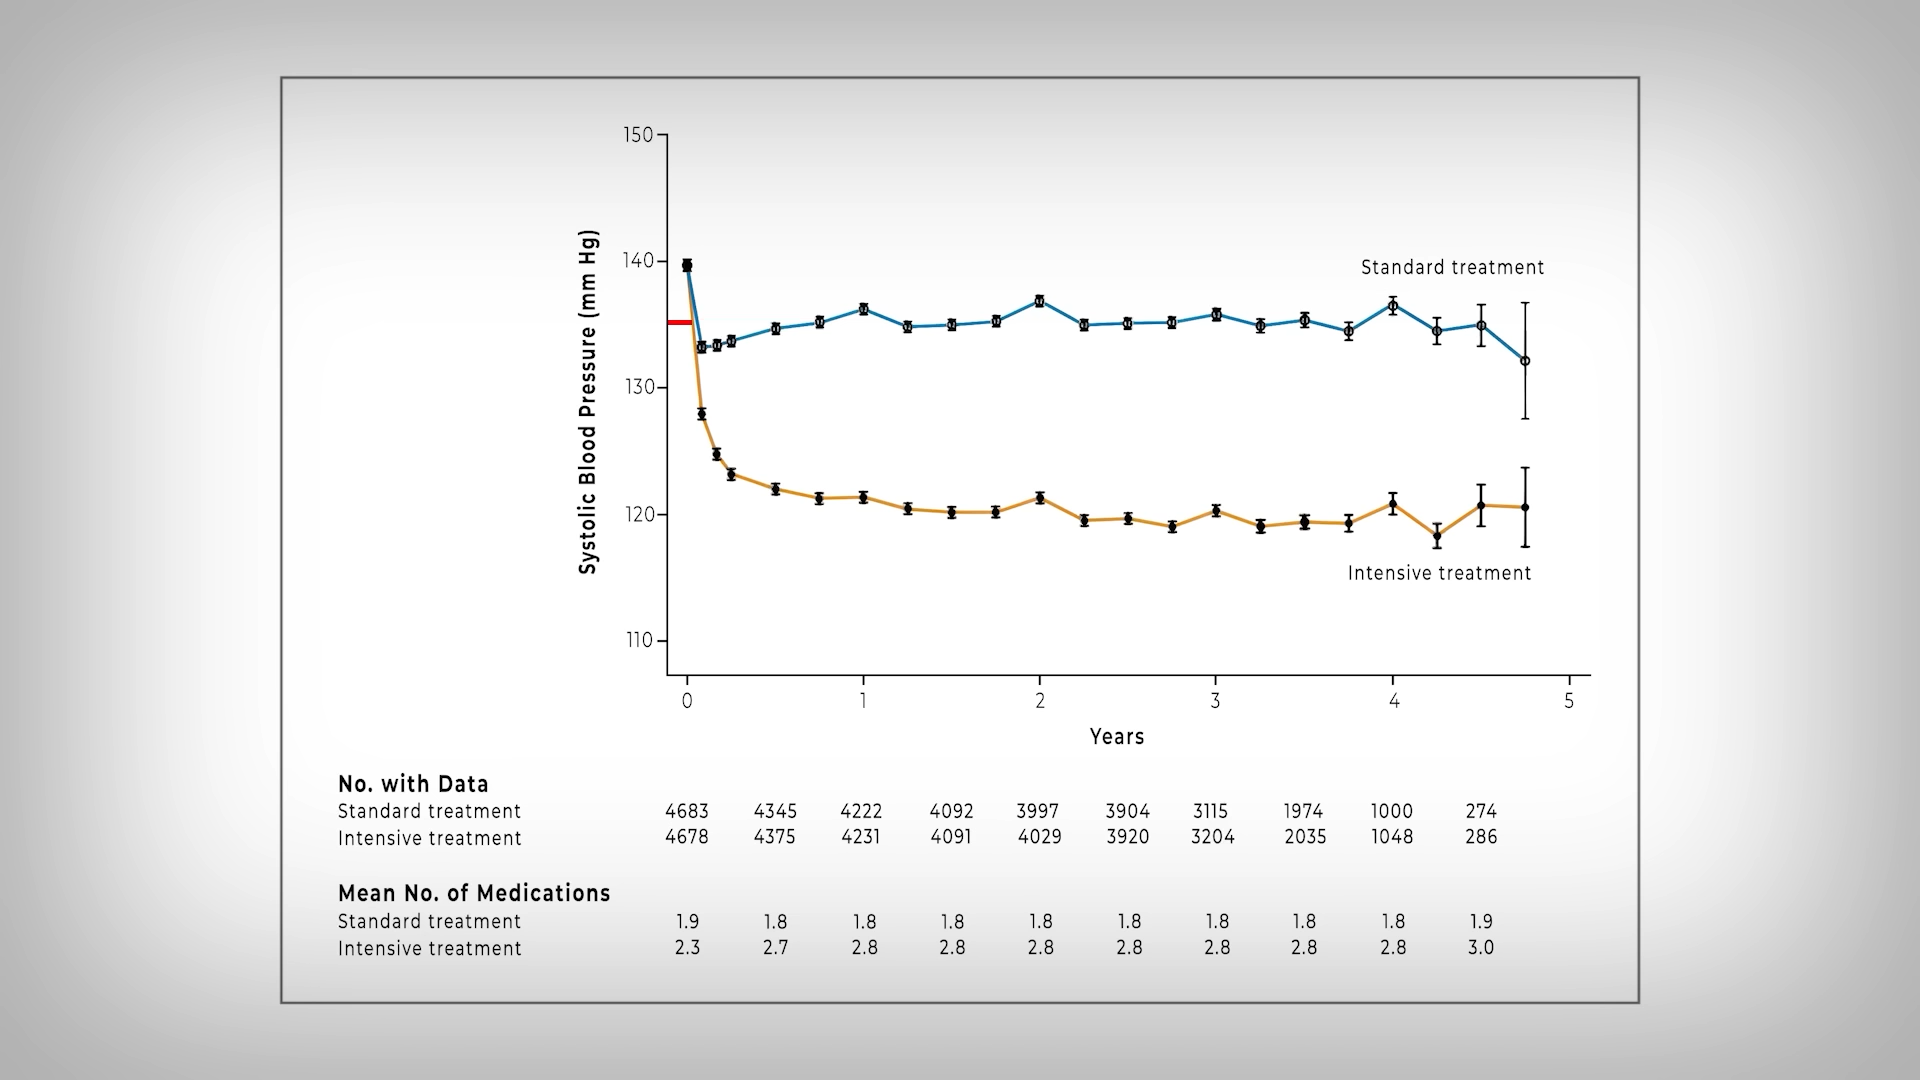 150
140
130
120
110
Systolic Blood Pressure (mm Hg)
Standard treatment
Intensive treatment
0 1 2 3 4 5
Years
No. with Data
Standard treatment 4683 4345 4222 4092 3997 3904 3115 1974 1000 274
Intensive treatment 4678 4375 4231 4091 4029 3920 3204 2035 1048 286
Mean No. of Medications
Standard treatment 1.9 1.8 1.8 1.8 1.8 1.8 1.8 1.8 1.8 1.9
Intensive treatment 2.3 2.7 2.8 2.8 2.8 2.8 2.8 2.8 2.8 3.0